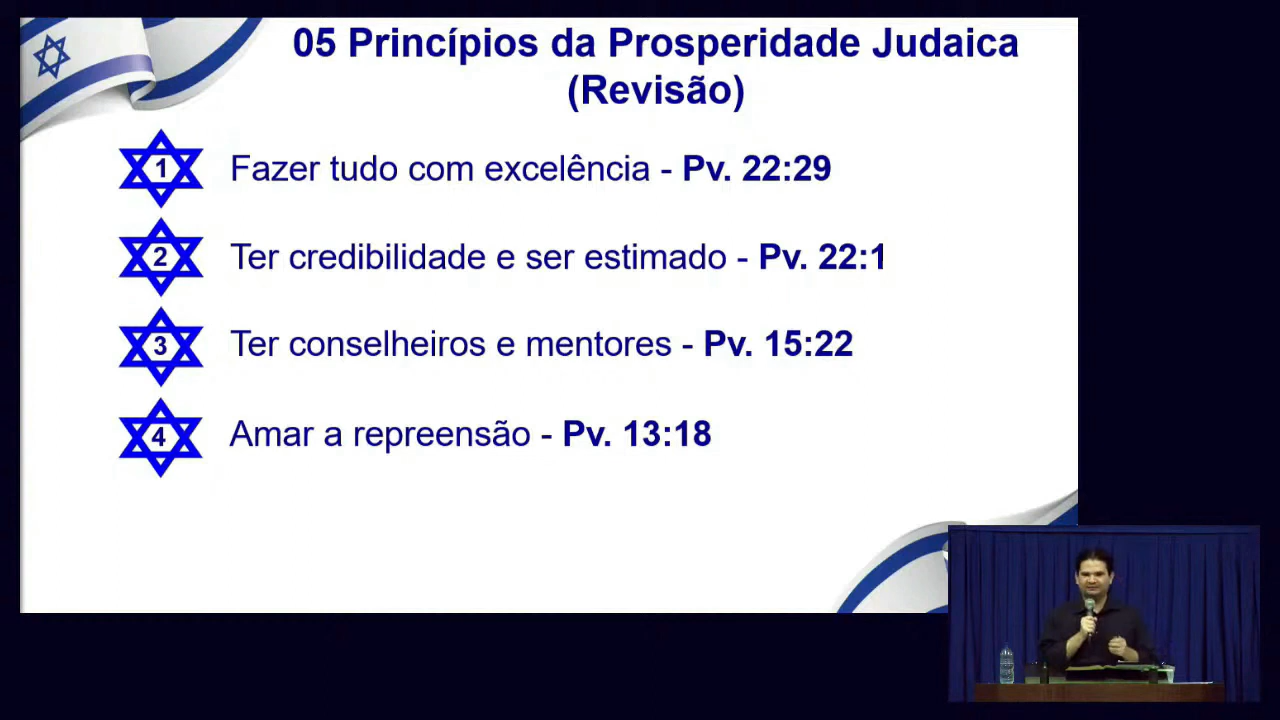 05 Princípios da Prosperidade Judaica
(Revisão)
1 Fazer tudo com excelência - Pv. 22:29
2 Ter credibilidade e ser estimado - Pv. 22:1
3 Ter conselheiros e mentores - Pv. 15:22
4 Amar a repreensão - Pv. 13:18